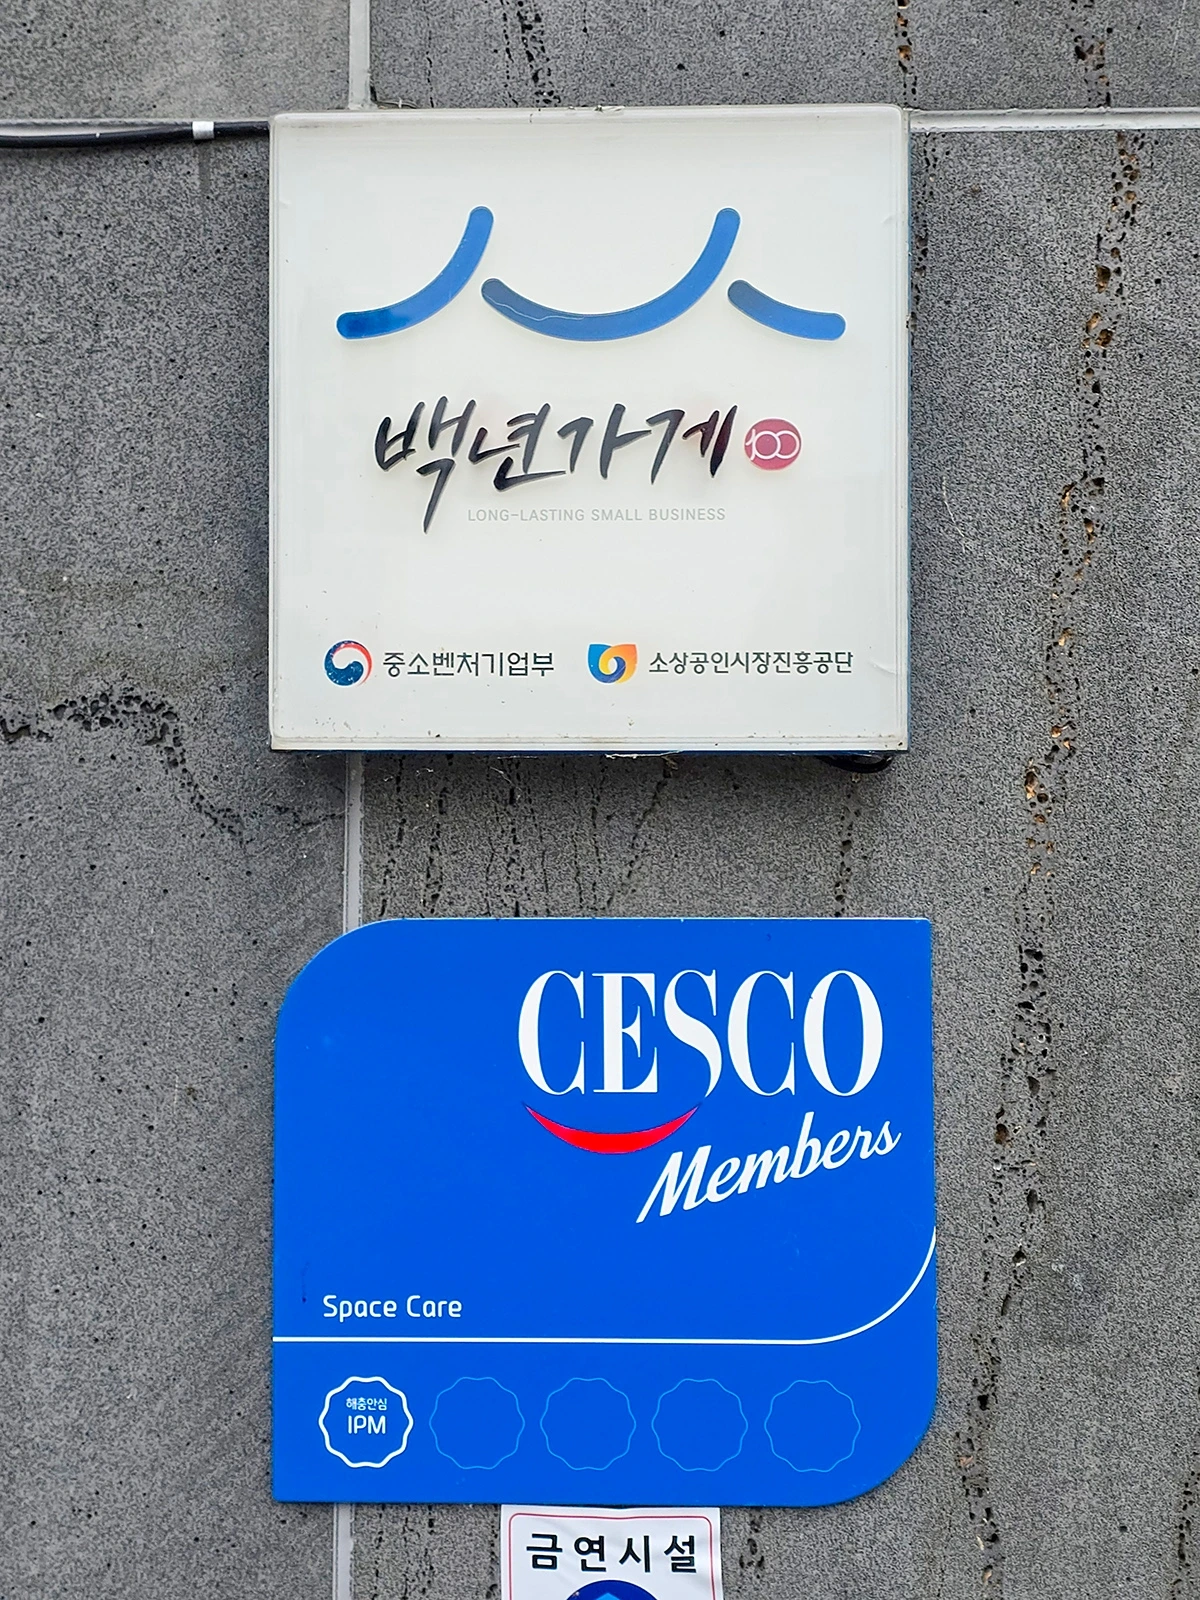 백년가게 100
LONG-LASTING SMALL BUSINESS
중소벤처기업부 소상공인시장진흥공단
CESCO
Members
Space Care
해충안심
IPM
금연시설